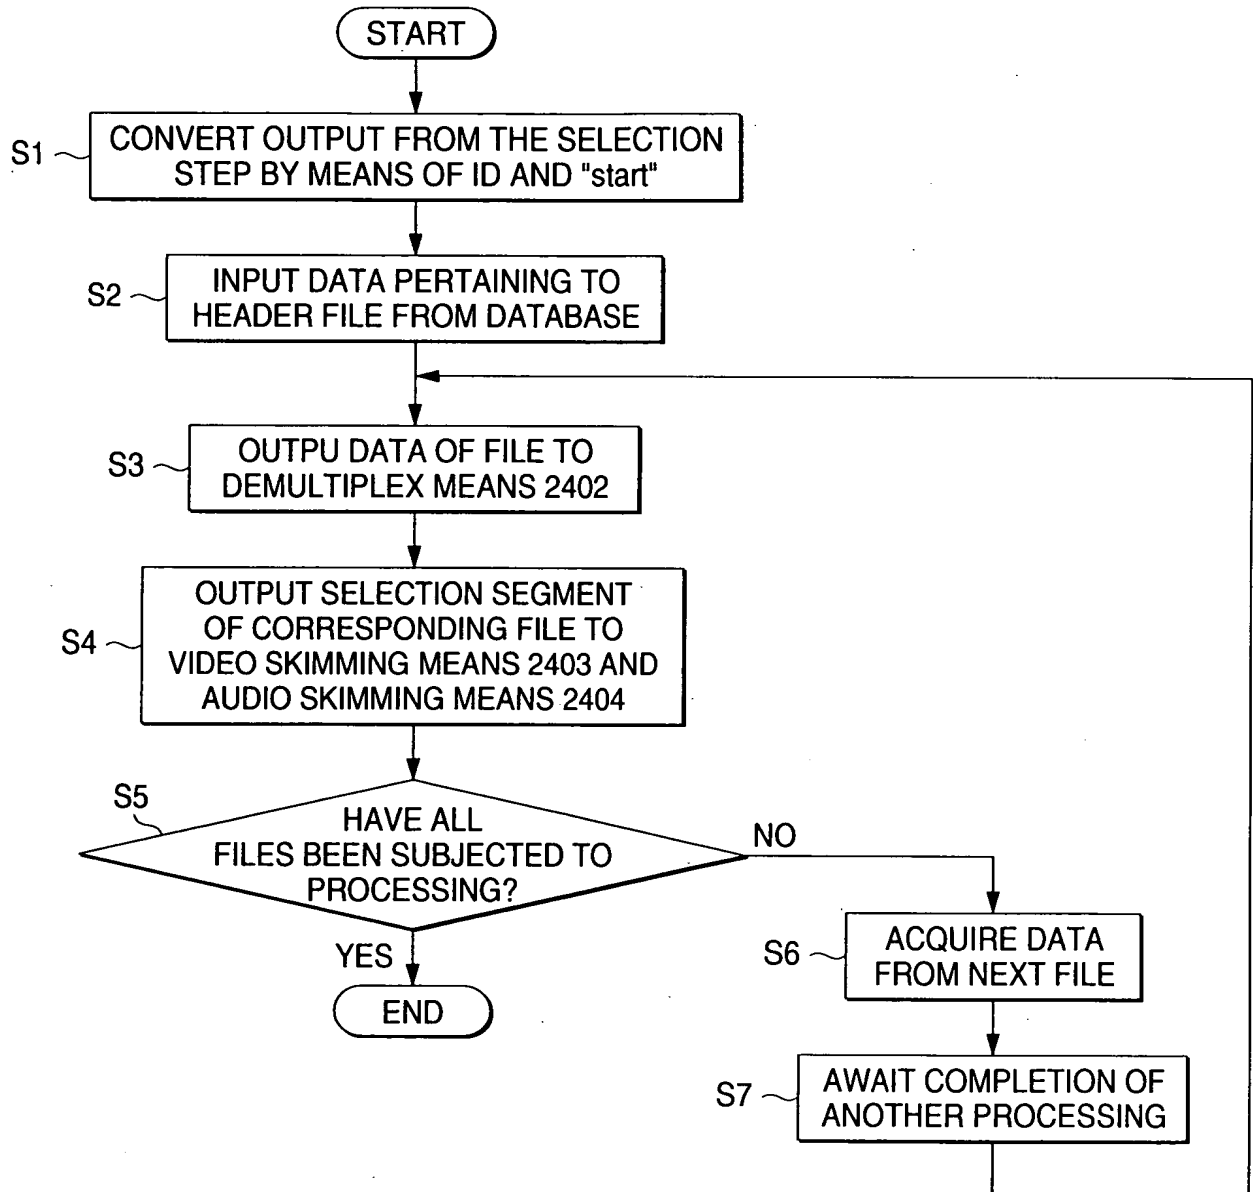 START
S1
CONVERT OUTPUT FROM THE SELECTION
STEP BY MEANS OF ID AND "start"
S2
INPUT DATA PERTAINING TO
HEADER FILE FROM DATABASE
S3
OUTPU DATA OF FILE TO
DEMULTIPLEX MEANS 2402
S4
OUTPUT SELECTION SEGMENT
OF CORRESPONDING FILE TO
VIDEO SKIMMING MEANS 2403 AND
AUDIO SKIMMING MEANS 2404
S5
HAVE ALL
FILES BEEN SUBJECTED TO
PROCESSING?
NO
YES
END
S6
ACQUIRE DATA
FROM NEXT FILE
S7
AWAIT COMPLETION OF
ANOTHER PROCESSING